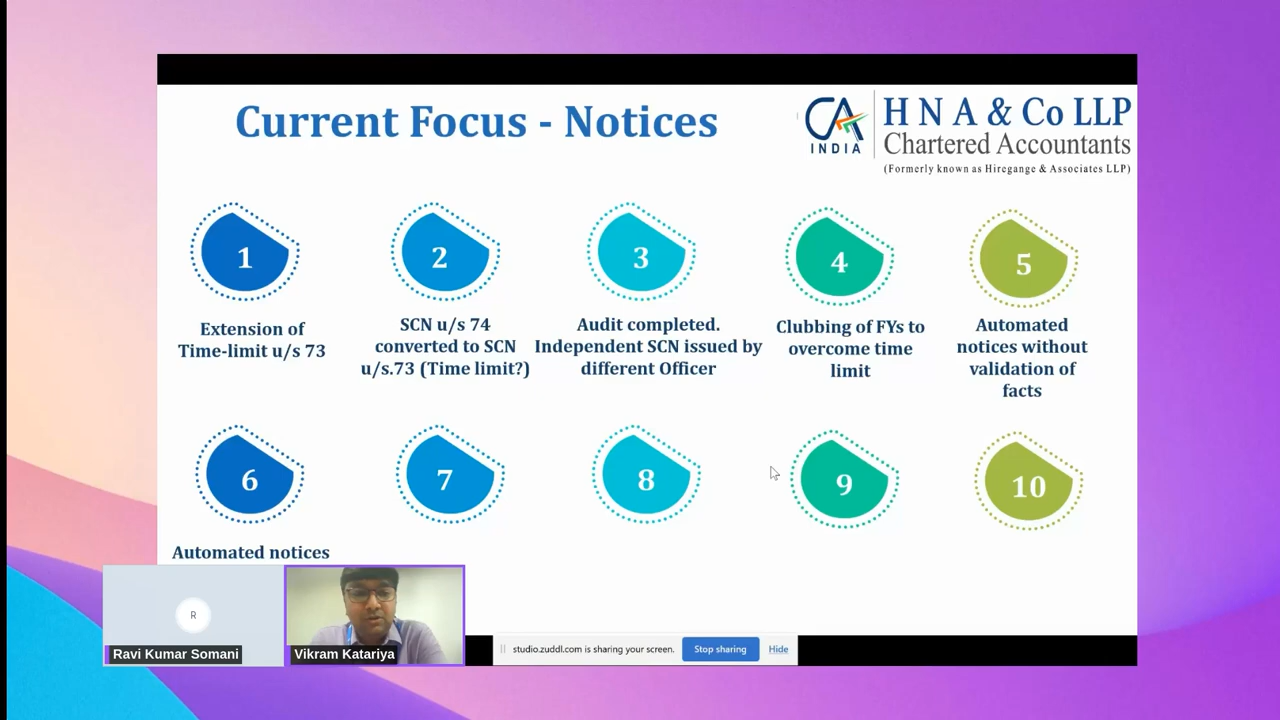 Current Focus - Notices
CA
INDIA
H N A & Co LLP
Chartered Accountants
(Formerly known as Hiregange & Associates LLP)
1
2
3
4
5
Extension of
Time-limit u/s 73
SCN u/s 74
converted to SCN
u/s.73 (Time limit?)
Audit completed.
Independent SCN issued by
different Officer
Clubbing of FYs to
overcome time
limit
Automated
notices without
validation of
facts
6
7
8
9
10
Automated notices
R
Ravi Kumar Somani
Vikram Katariya
studio.zuddl.com is sharing your screen.
Stop sharing
Hide